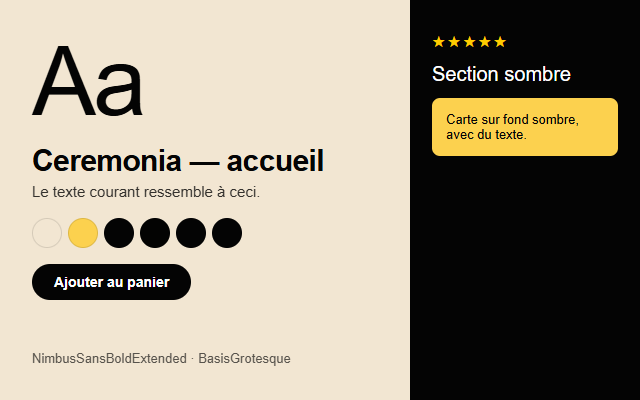 Aa
Ceremonia — accueil
Le texte courant ressemble à ceci.
Ajouter au panier
NimbusSansBoldExtended · BasisGrotesque
★★★★★
Section sombre
Carte sur fond sombre,
avec du texte.